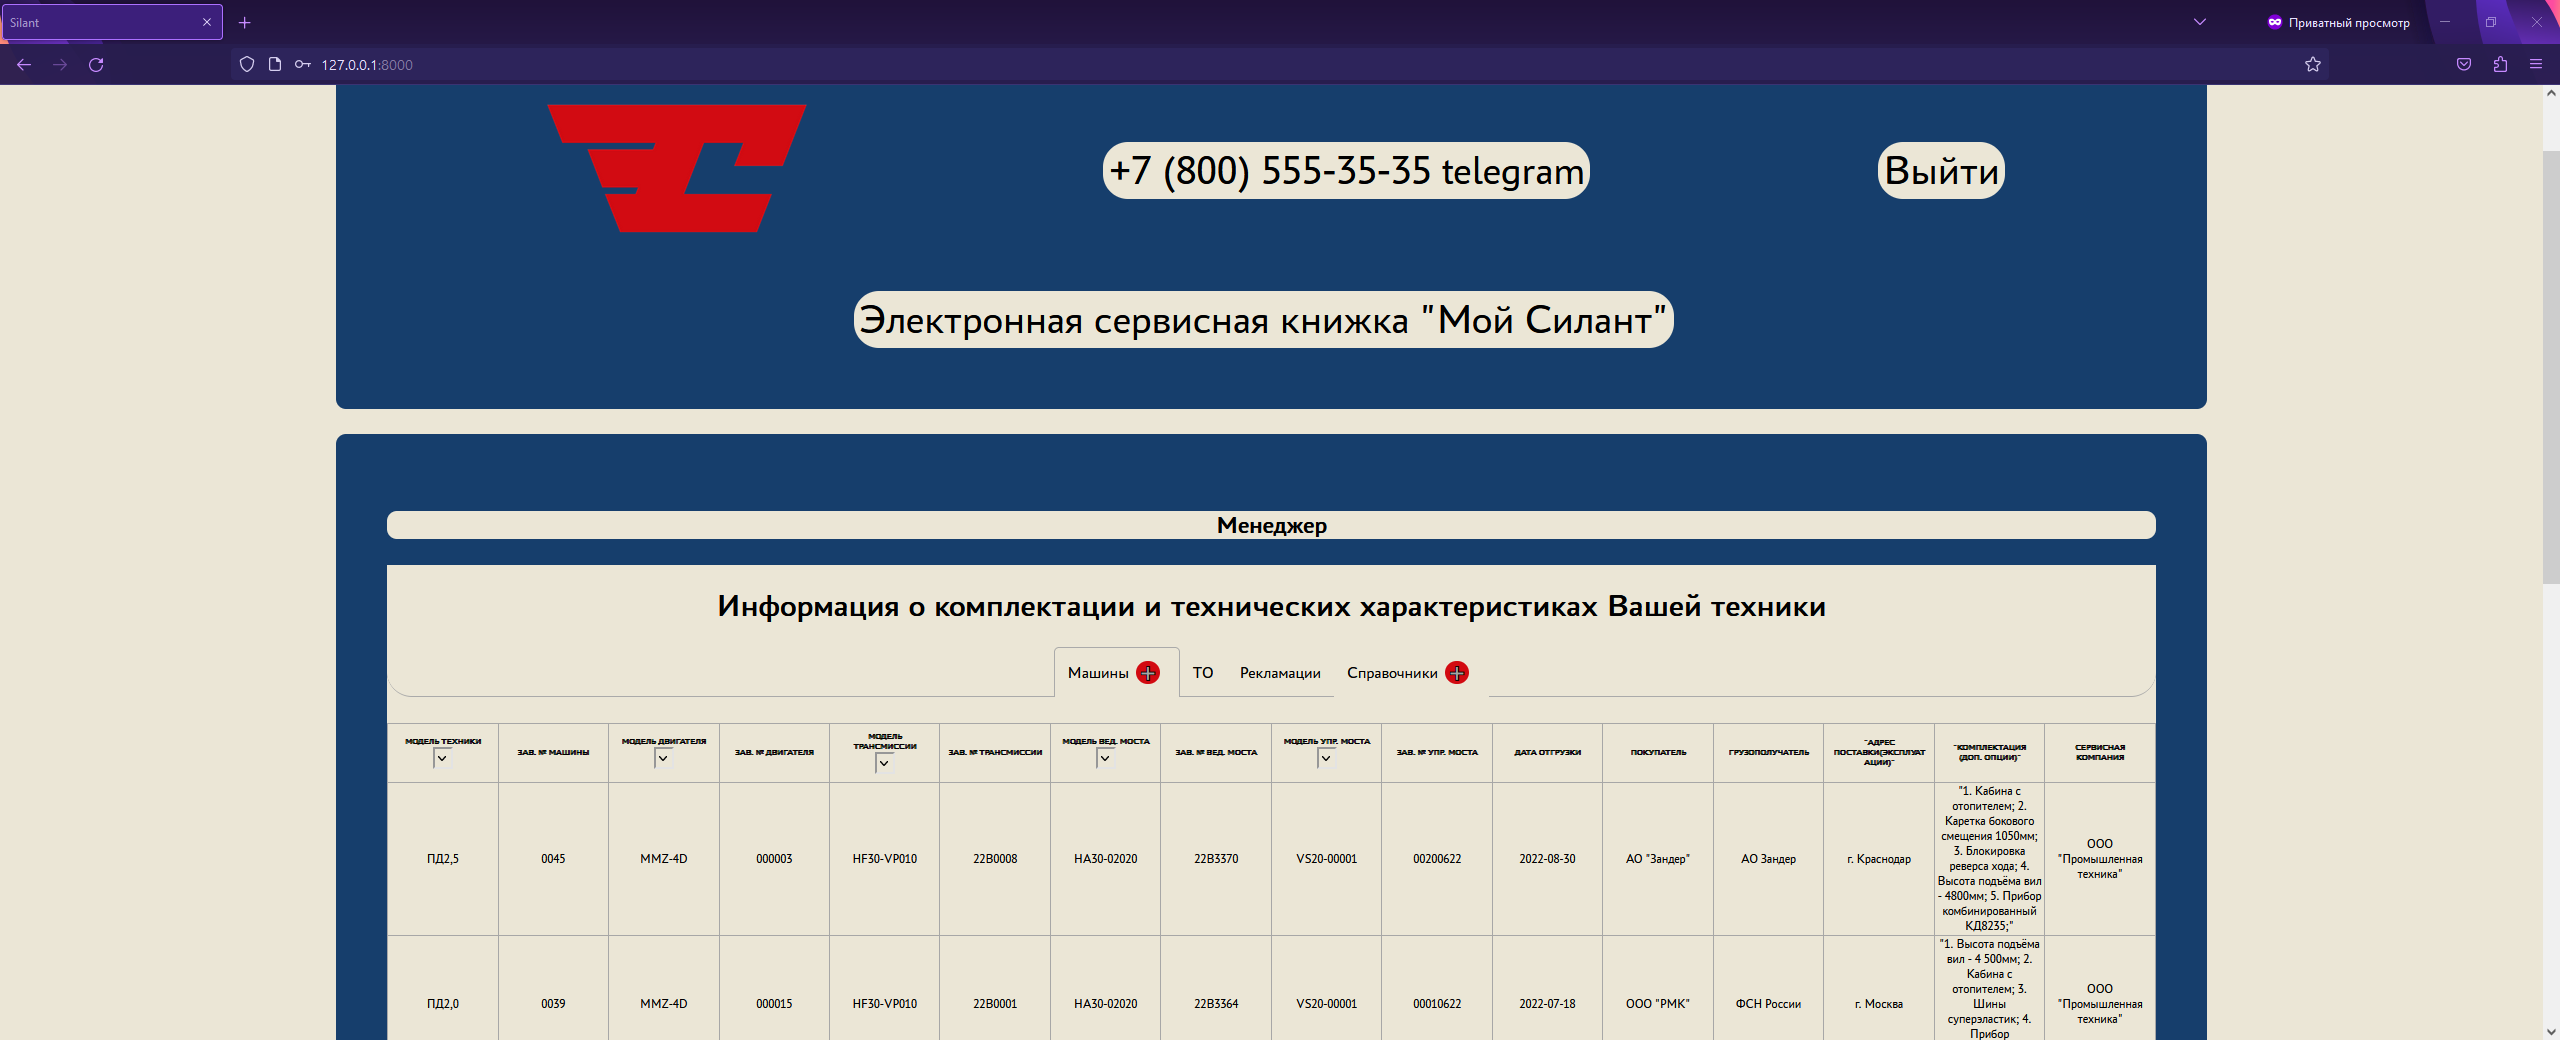 Silant
Приватный просмотр
127.0.0.1:8000
+7 (800) 555-35-35 telegram
Выйти
Электронная сервисная книжка "Мой Силант"
Менеджер
Информация о комплектации и технических характеристиках Вашей техники
Машины ТО Рекламации Справочники
МОДЕЛЬ ТЕХНИКИ
ЗАВ. № МАШИНЫ
МОДЕЛЬ ДВИГАТЕЛЯ
ЗАВ. № ДВИГАТЕЛЯ
МОДЕЛЬ
ТРАНСМИССИИ
ЗАВ. № ТРАНСМИССИИ
МОДЕЛЬ ВЕД. МОСТА
ЗАВ. № ВЕД. МОСТА
МОДЕЛЬ УПР. МОСТА
ЗАВ. № УПР. МОСТА
ДАТА ОТГРУЗКИ
ПОКУПАТЕЛЬ
ГРУЗОПОЛУЧАТЕЛЬ
"АДРЕС
ПОСТАВКИ(ЭКСПЛУАТ
АЦИИ)"
"КОМПЛЕКТАЦИЯ
(ДОП. ОПЦИИ)"
СЕРВИСНАЯ
КОМПАНИЯ
ПД2,5
0045
MMZ-4D
000003
HF30-VP010
22B0008
HA30-02020
22B3370
VS20-00001
00200622
2022-08-30
АО "Зандер"
АО Зандер
г. Краснодар
"1. Кабина с
отопителем; 2.
Каретка бокового
смещения 1050мм;
3. Блокировка
реверса хода; 4.
Высота подъёма вил
- 4800мм; 5. Прибор
комбинированный
КД8235;"
ООО
"Промышленная
техника"
ПД2,0
0039
MMZ-4D
000015
HF30-VP010
22B0001
HA30-02020
22B3364
VS20-00001
00010622
2022-07-18
ООО "РМК"
ФСН России
г. Москва
"1. Высота подъёма
вил - 4 500мм; 2.
Кабина с
отопителем; 3.
Шины
суперэластик; 4.
Прибор
ООО
"Промышленная
техника"